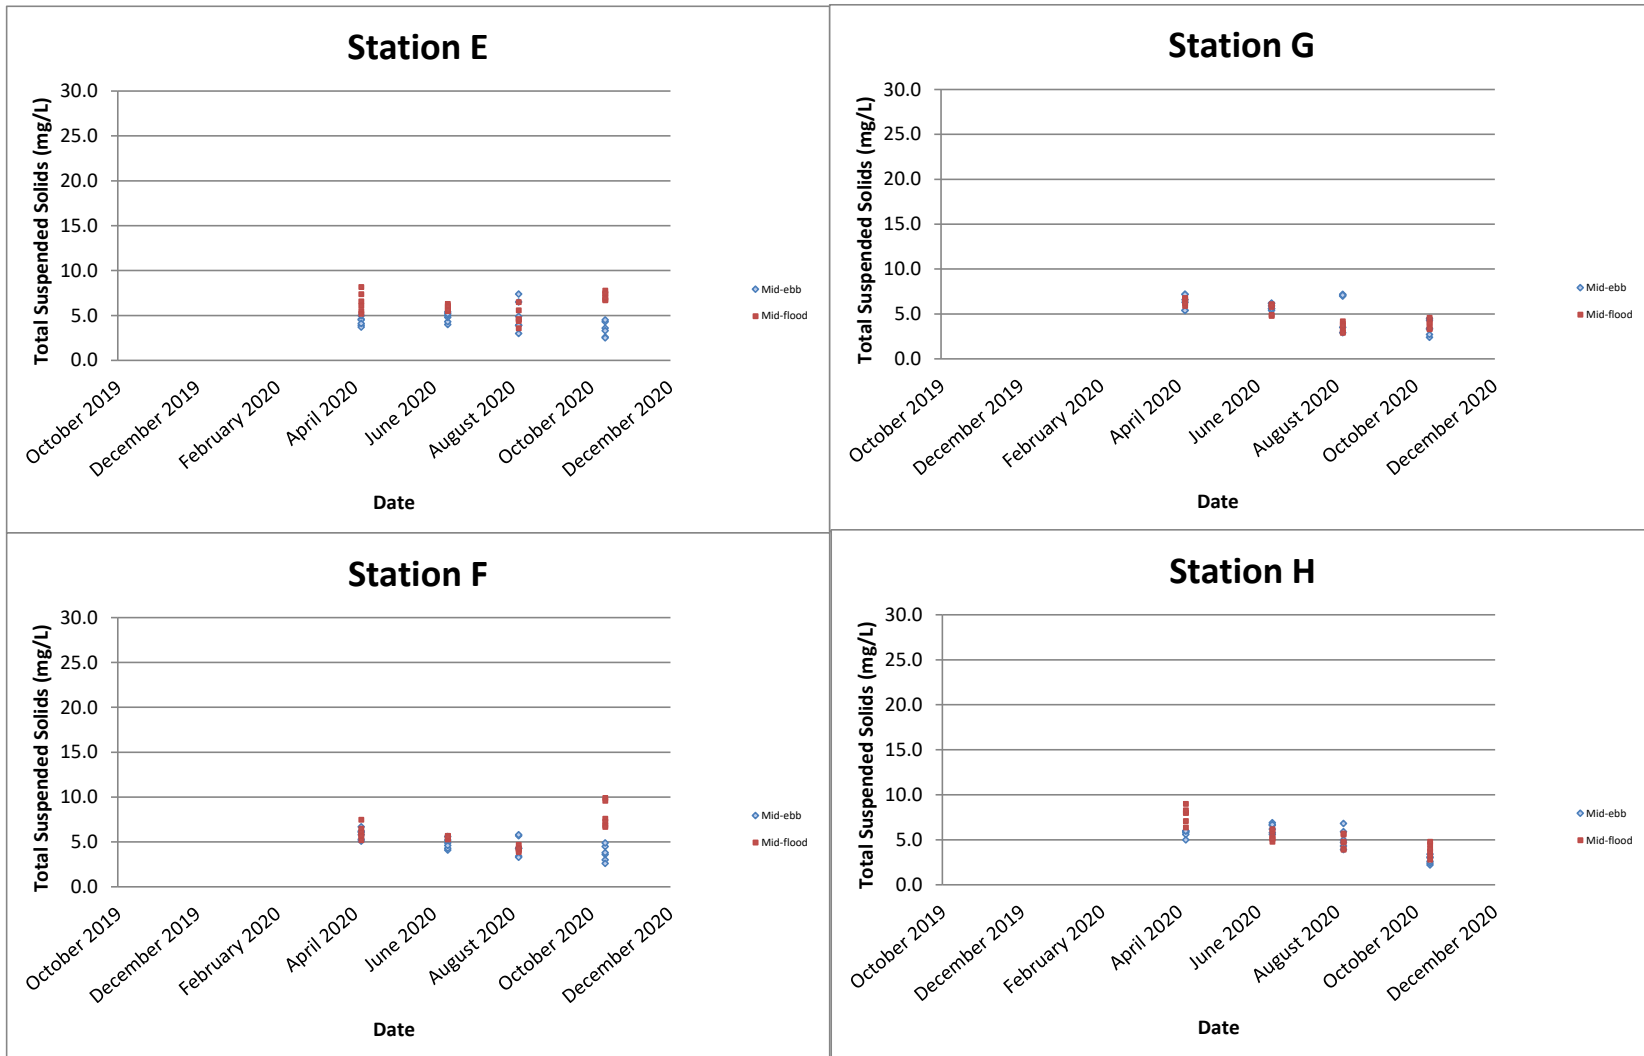 Station E
Total Suspended Solids (mg/L)
30.0
25.0
20.0
15.0
10.0
5.0
0.0
October 2019
December 2019
February 2020
April 2020
June 2020
August 2020
October 2020
December 2020
Date
Mid-ebb
Mid-flood
Station G
Total Suspended Solids (mg/L)
30.0
25.0
20.0
15.0
10.0
5.0
0.0
October 2019
December 2019
February 2020
April 2020
June 2020
August 2020
October 2020
December 2020
Date
Mid-ebb
Mid-flood
Station F
Total Suspended Solids (mg/L)
30.0
25.0
20.0
15.0
10.0
5.0
0.0
October 2019
December 2019
February 2020
April 2020
June 2020
August 2020
October 2020
December 2020
Date
Mid-ebb
Mid-flood
Station H
Total Suspended Solids (mg/L)
30.0
25.0
20.0
15.0
10.0
5.0
0.0
October 2019
December 2019
February 2020
April 2020
June 2020
August 2020
October 2020
December 2020
Date
Mid-ebb
Mid-flood